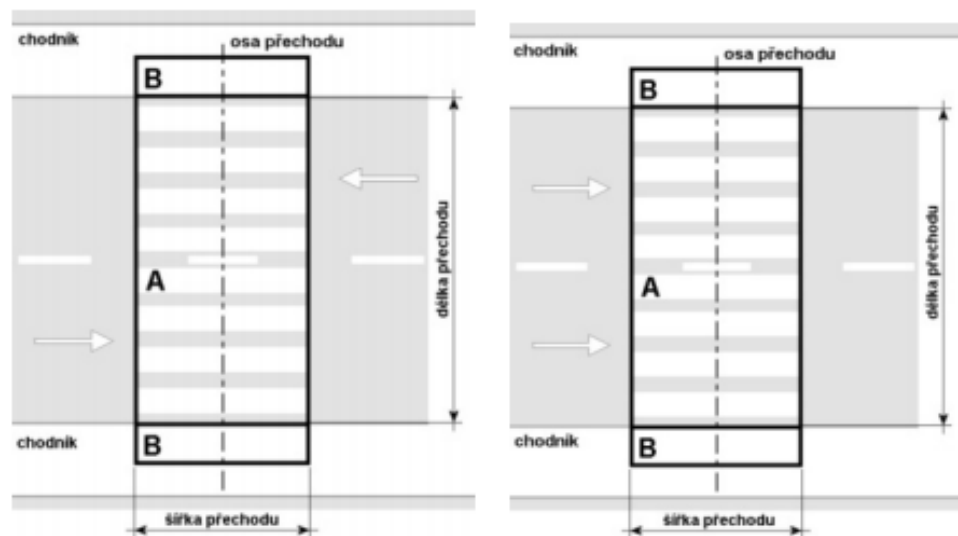 chodník
osa přechodu
B
A
délka přechodu
chodník
B
šířka přechodu
chodník
osa přechodu
B
A
délka přechodu
chodník
B
šířka přechodu